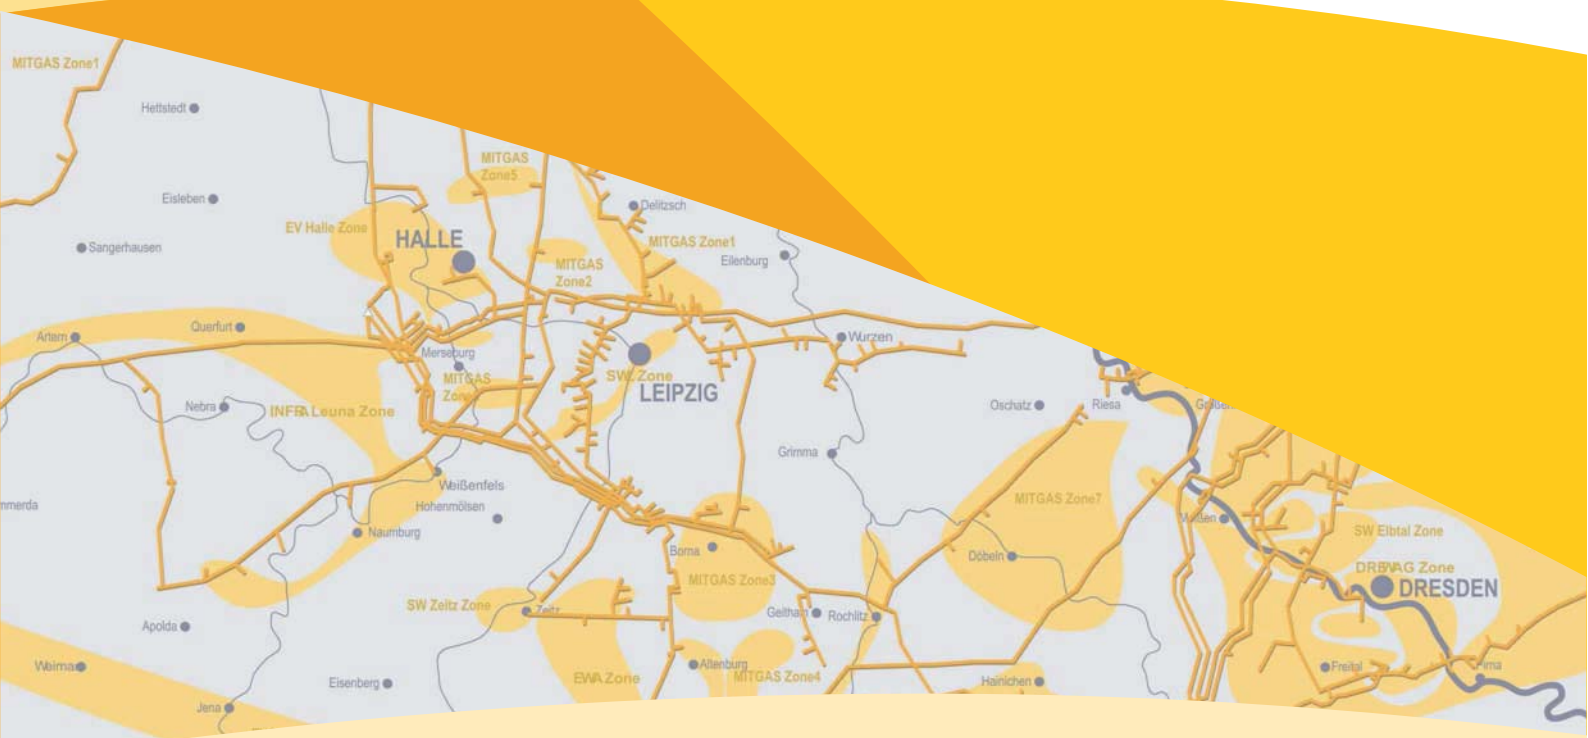 MITGAS Zone1
Hettstedt
MITGAS
Zone5
Eisleben
Delitzsch
EV Halle Zone
HALLE
MITGAS Zone1
Sangerhausen
Eilenburg
MITGAS
Zone2
Querfurt
Artern
Wurzen
Merseburg
SWL Zone
MITGAS
LEIPZIG
Nebra
INFRA Leuna Zone
Oschatz
Riesa
Grimma
Weißenfels
MITGAS Zone7
Hohenmölsen
mmerda
Naumburg
SW Elbtal Zone
Borna
Döbeln
DREWAG Zone
MITGAS Zone3
DRESDEN
SW Zeitz Zone
Zeitz
Geithain
Rochlitz
Apolda
Weimar
Altenburg
Freital
EWA Zone
MITGAS Zone4
Eisenberg
Hainichen
Jena